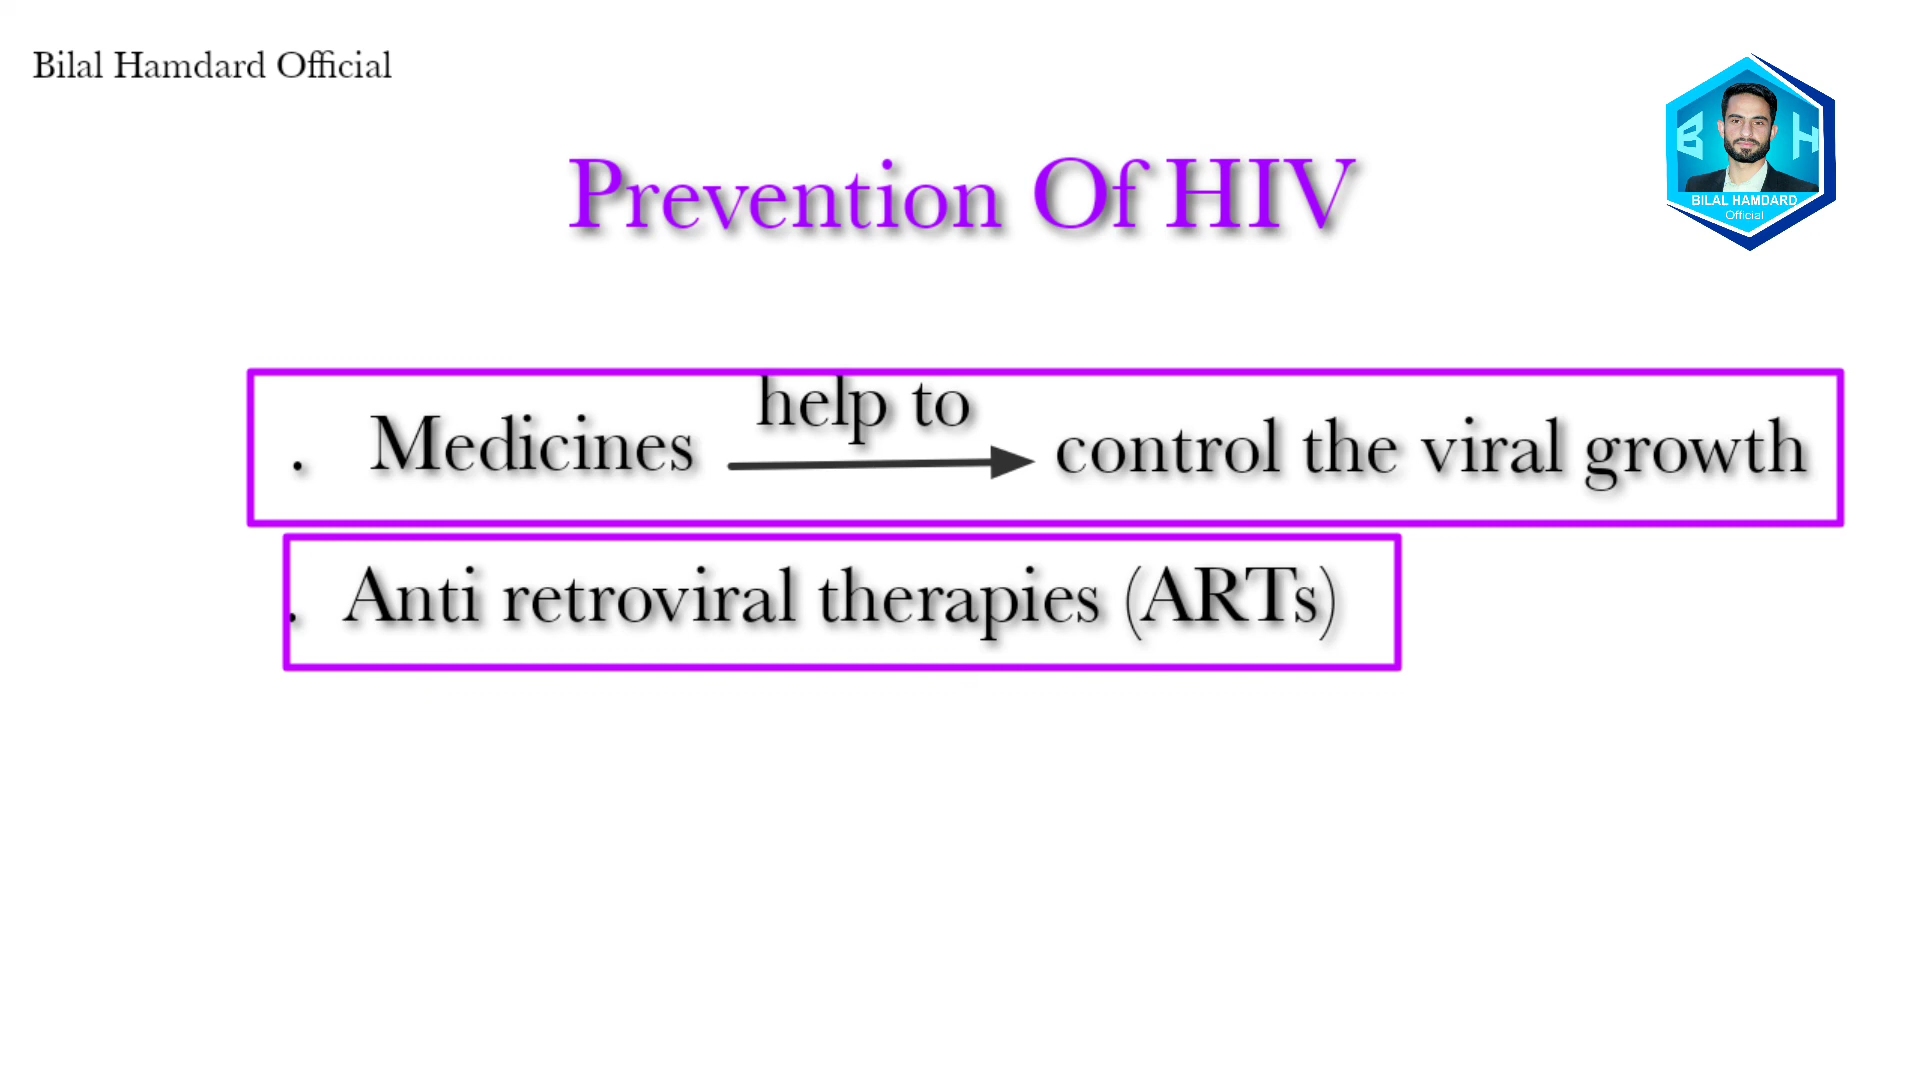 Bilal Hamdard Official
B H
BILAL HAMDARD
Official
Prevention Of HIV
help to
. Medicines control the viral growth
. Anti retroviral therapies (ARTs)